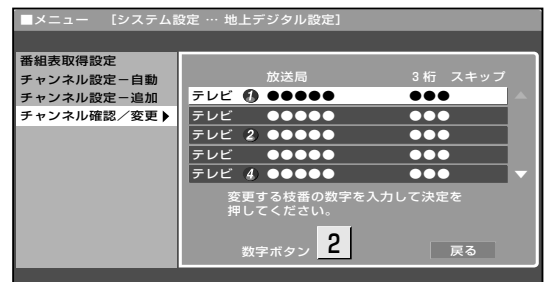 ■メニュー [システム設定 … 地上デジタル設定]
番組表取得設定
チャンネル設定－自動
チャンネル設定－追加
チャンネル確認／変更▶
放送局 3桁 スキップ
テレビ 1 ●●●●● ●●●
テレビ ●●●●● ●●●
テレビ 2 ●●●●● ●●●
テレビ ●●●●● ●●●
テレビ 4 ●●●●● ●●●
変更する枝番の数字を入力して決定を
押してください。
数字ボタン 2
戻る